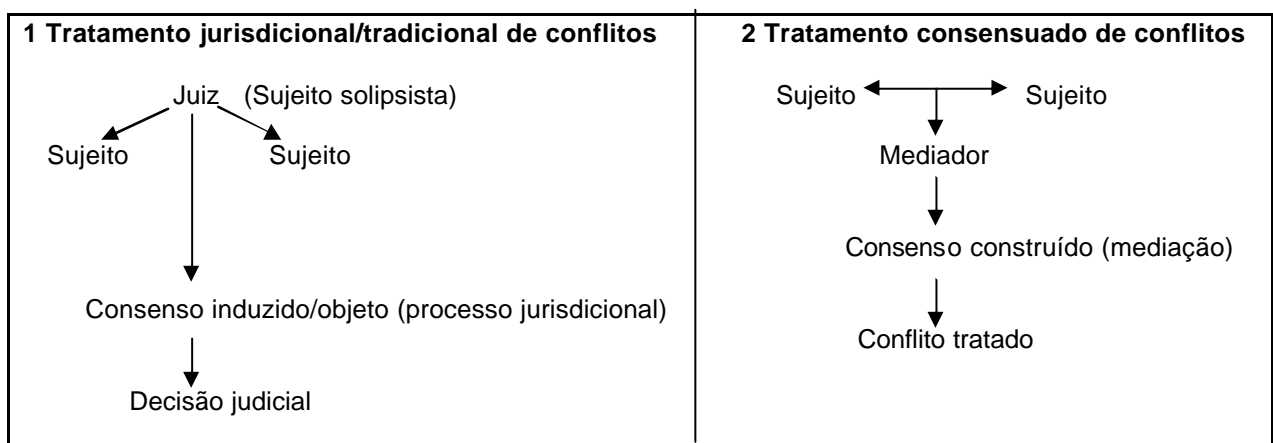 1 Tratamento jurisdicional/tradicional de conflitos
Juiz (Sujeito solipsista)
Sujeito Sujeito
Consenso induzido/objeto (processo jurisdicional)
Decisão judicial
2 Tratamento consensuado de conflitos
Sujeito Sujeito
Mediador
Consenso construído (mediação)
Conflito tratado